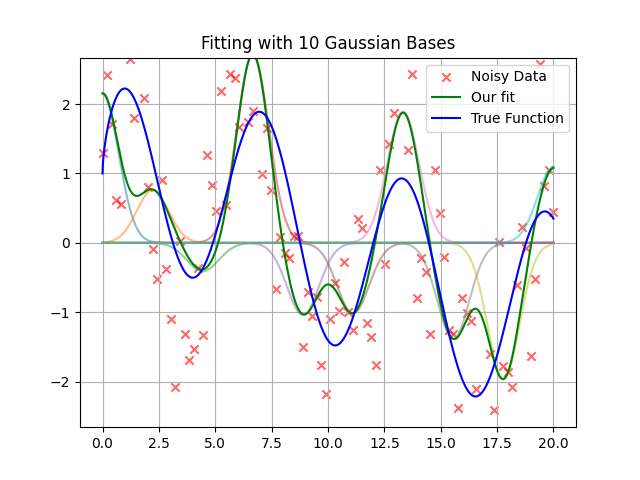 Fitting with 10 Gaussian Bases
Noisy Data
Our fit
True Function
2
1
0
−1
−2
0.0 2.5 5.0 7.5 10.0 12.5 15.0 17.5 20.0